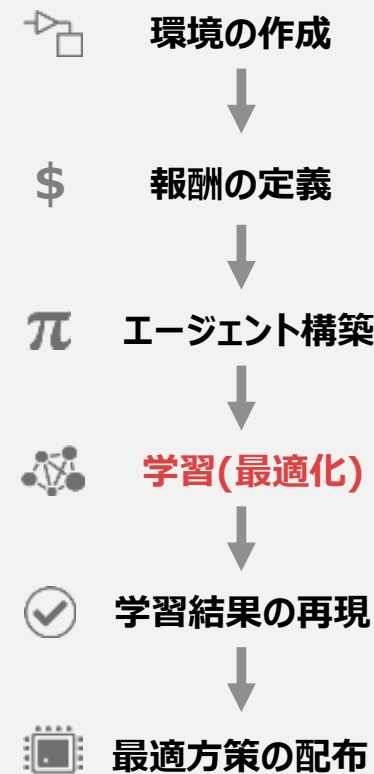 環境の作成
$ 報酬の定義
π エージェント構築
学習(最適化)
学習結果の再現
最適方策の配布